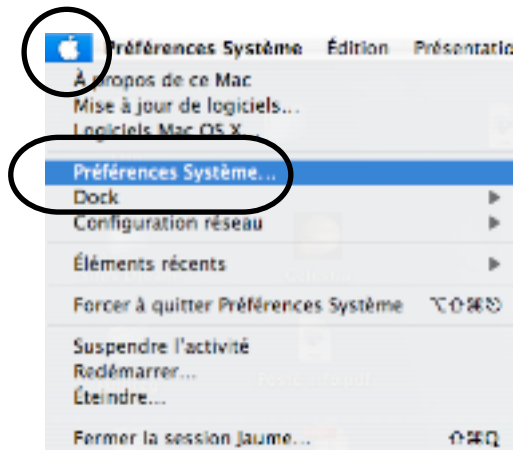 Préférences Système Édition Présentatio
À propos de ce Mac
Mise à jour de logiciels...
Logiciels Mac OS X...
Préférences Système...
Dock
Configuration réseau
Éléments récents
Forcer à quitter Préférences Système ⌥⇧⌘⎋
Suspendre l'activité
Redémarrer...
Éteindre...
Fermer la session Jaume... ⇧⌘Q